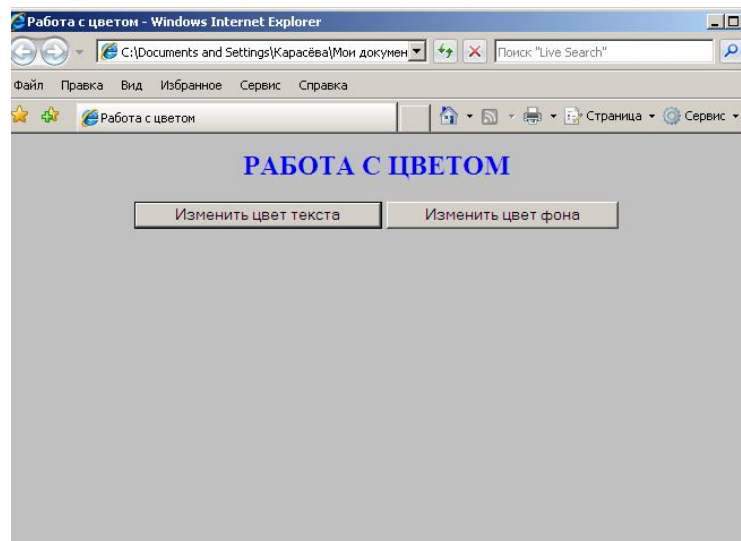 Работа с цветом - Windows Internet Explorer
C:\Documents and Settings\Карасёва\Мои докумен
Поиск "Live Search"
Файл Правка Вид Избранное Сервис Справка
Работа с цветом
Страница Сервис
РАБОТА С ЦВЕТОМ
Изменить цвет текста Изменить цвет фона